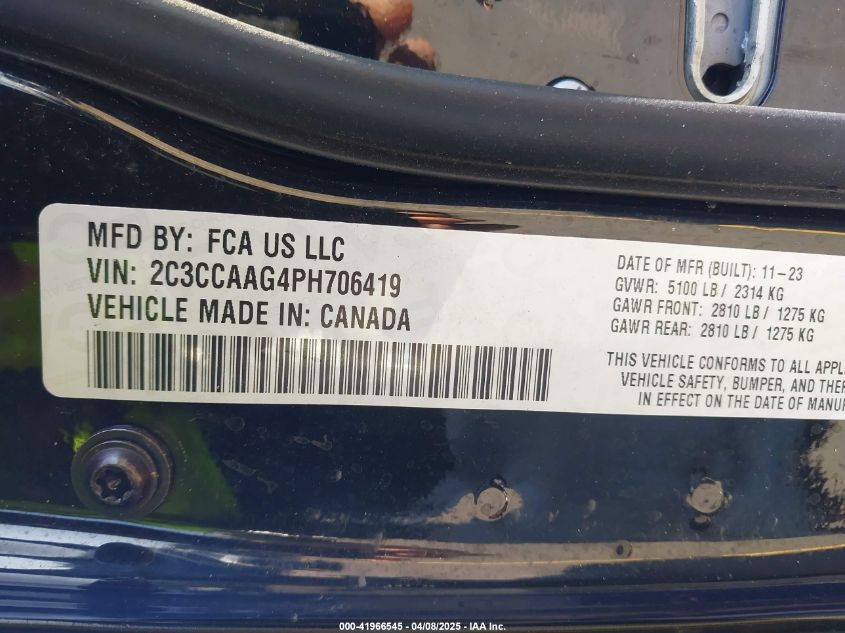 MFD BY: FCA US LLC
VIN: 2C3CCAAG4PH706419
VEHICLE MADE IN: CANADA
DATE OF MFR (BUILT): 11-23
GVWR: 5100 LB / 2314 KG
GAWR FRONT: 2810 LB / 1275 KG
GAWR REAR: 2810 LB / 1275 KG
THIS VEHICLE CONFORMS TO ALL APPL
VEHICLE SAFETY, BUMPER, AND THEF
IN EFFECT ON THE DATE OF MANUF
000-41966545 - 04/08/2025 - IAA Inc.